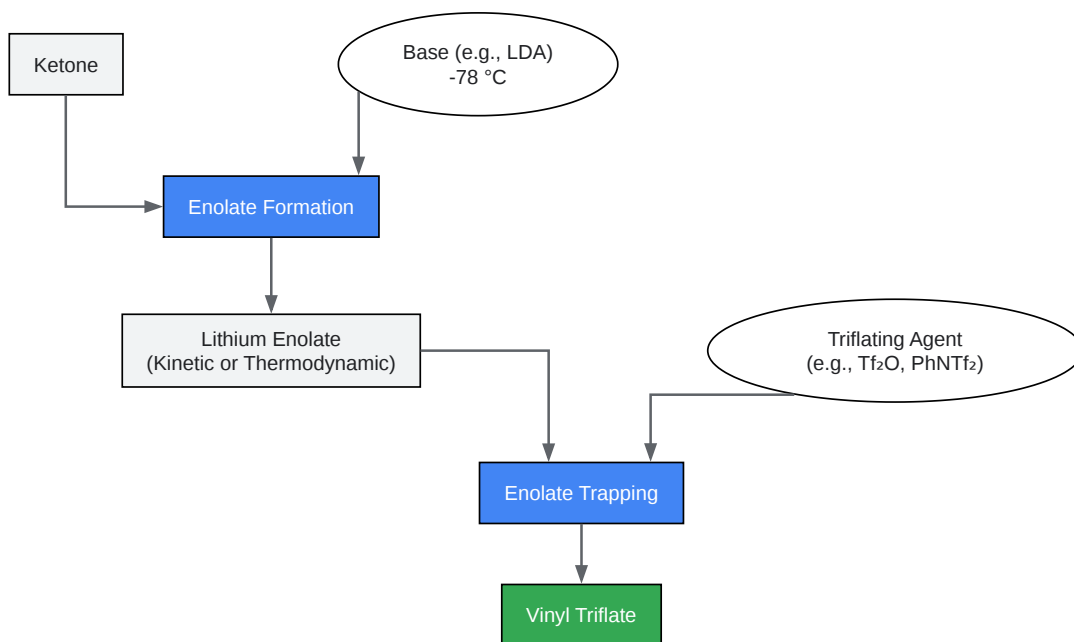 Ketone
Base (e.g., LDA)
-78 °C
Enolate Formation
Lithium Enolate
(Kinetic or Thermodynamic)
Triflating Agent
(e.g., Tf₂O, PhNTf₂)
Enolate Trapping
Vinyl Triflate